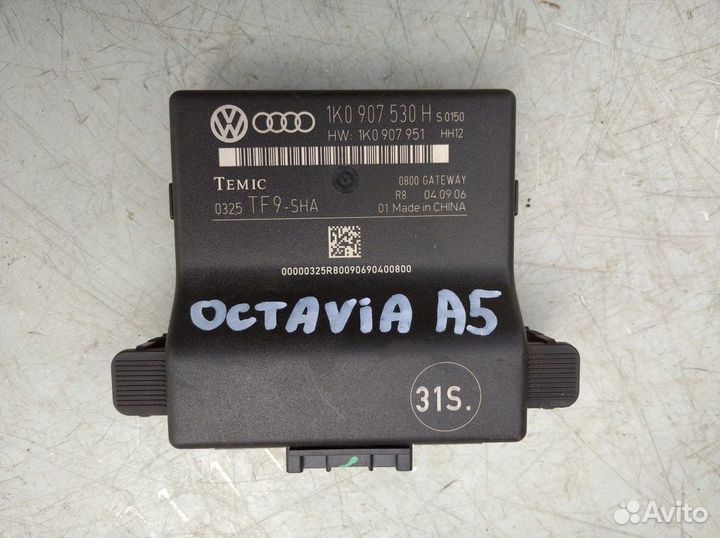 1K0 907 530 H S 0150
HW: 1K0 907 951 HH12
TEMIC
0800 GATEWAY
R8 04.09.06
0325 TF9-SHA
01 Made in CHINA
00000325R80090690400800
OCTAViA A5
31S.
Avito